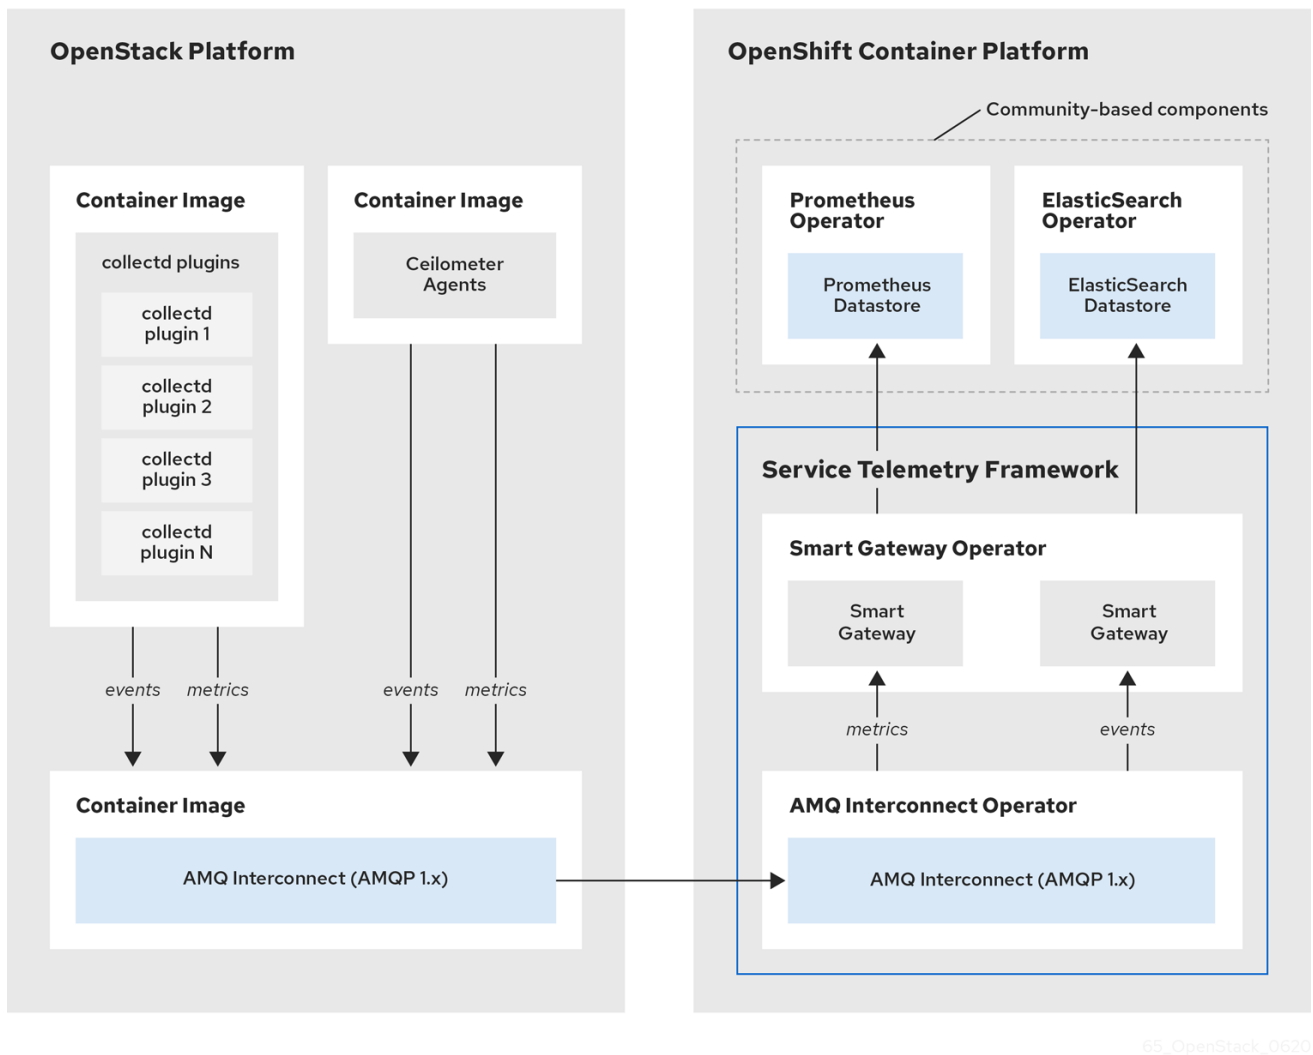 OpenStack Platform
Container Image
collectd plugins
collectd
plugin 1
collectd
plugin 2
collectd
plugin 3
collectd
plugin N
Container Image
Ceilometer
Agents
events
metrics
events
metrics
Container Image
AMQ Interconnect (AMQP 1.x)
OpenShift Container Platform
Community-based components
Prometheus
Operator
Prometheus
Datastore
ElasticSearch
Operator
ElasticSearch
Datastore
Service Telemetry Framework
Smart Gateway Operator
Smart
Gateway
Smart
Gateway
metrics
events
AMQ Interconnect Operator
AMQ Interconnect (AMQP 1.x)
65_OpenStack_0620